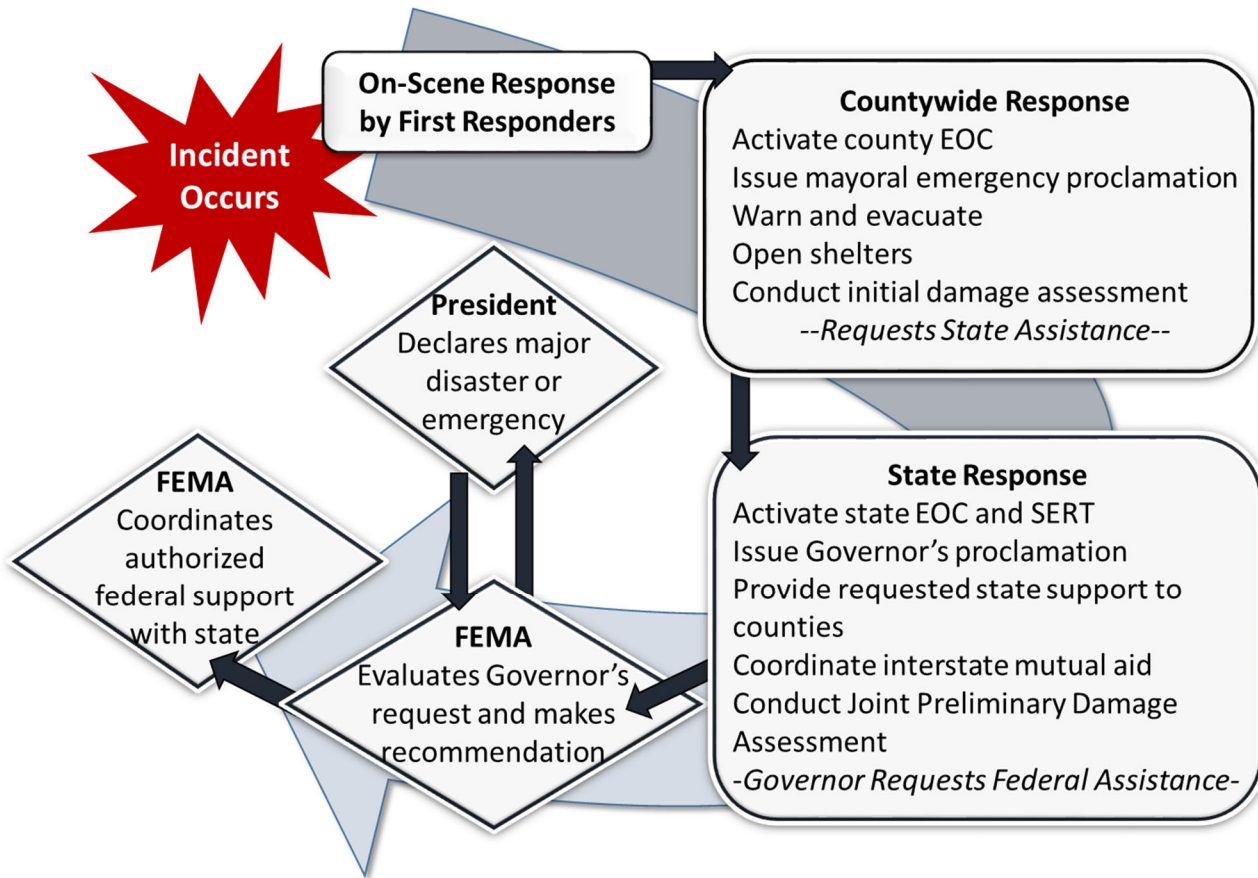 Incident
Occurs
On-Scene Response
by First Responders
Countywide Response
Activate county EOC
Issue mayoral emergency proclamation
Warn and evacuate
Open shelters
Conduct initial damage assessment
--Requests State Assistance--
State Response
Activate state EOC and SERT
Issue Governor’s proclamation
Provide requested state support to
counties
Coordinate interstate mutual aid
Conduct Joint Preliminary Damage
Assessment
-Governor Requests Federal Assistance-
FEMA
Evaluates Governor’s
request and makes
recommendation
President
Declares major
disaster or
emergency
FEMA
Coordinates
authorized
federal support
with state